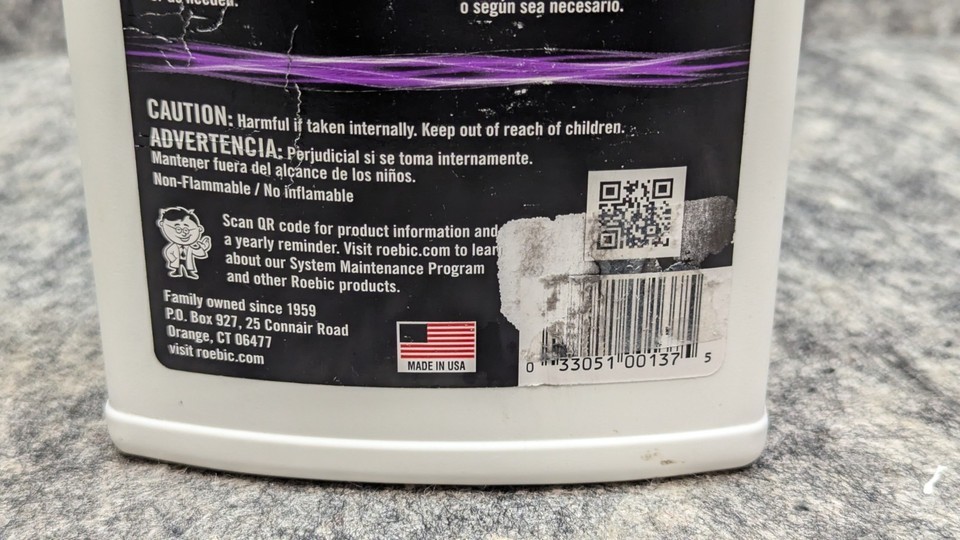 o según sea necesario.
CAUTION: Harmful if taken internally. Keep out of reach of children.
ADVERTENCIA: Perjudicial si se toma internamente.
Mantener fuera del alcance de los niños.
Non-Flammable / No inflamable
Scan QR code for product information and
a yearly reminder. Visit roebic.com to learn
about our System Maintenance Program
and other Roebic products.
Family owned since 1959
P.O. Box 927, 25 Connair Road
Orange, CT 06477
visit roebic.com
MADE IN USA
0 33051 00137 5